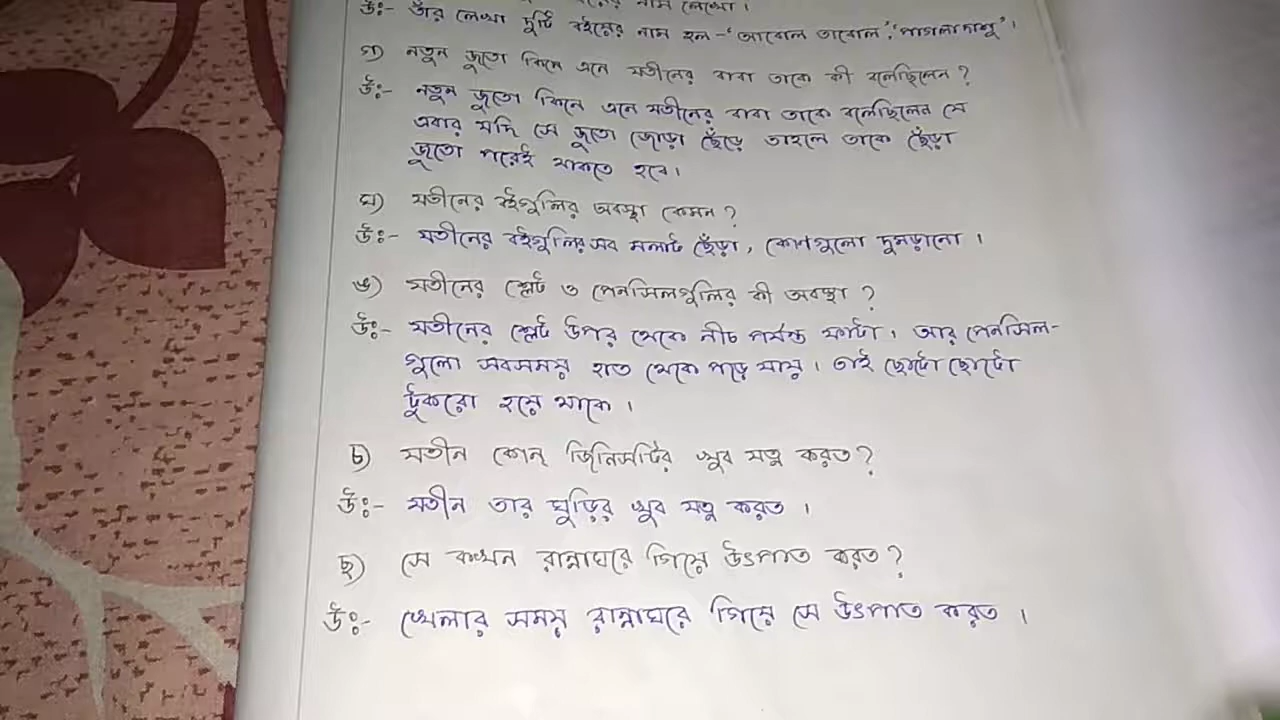 নাম লেখো।
উঃ- তাঁর লেখা দুটি বইয়ের নাম হল-'আবোল তাবোল','পাগলা দাশু'।
গ) নতুন জুতো কিনে এনে যতীনের বাবা তাকে কী বলেছিলেন?
উঃ- নতুন জুতো কিনে এনে যতীনের বাবা তাকে বলেছিলেন যে
এবার যদি সে জুতো জোড়া ছেঁড়ে তাহলে তাকে ছেঁড়া
জুতো পরেই থাকতে হবে।
ঘ) যতীনের বইগুলির অবস্থা কেমন?
উঃ- যতীনের বইগুলির সব মলাট ছেঁড়া, কোণগুলো দুমড়ানো।
ঙ) যতীনের শ্লেট ও পেনসিলগুলির কী অবস্থা?
উঃ- যতীনের শ্লেট উপর থেকে নীচ পর্যন্ত ফাটা। আর পেনসিল-
গুলো সবসময় হাত থেকে পড়ে যায়। তাই ছোটো ছোটো
টুকরো হয়ে থাকে।
চ) যতীন কোন্ জিনিসটির খুব যত্ন করত?
উঃ- যতীন তার ঘুড়ির খুব যত্ন করত।
ছ) সে কখন রান্নাঘরে গিয়ে উৎপাত করত?
উঃ- খেলার সময় রান্নাঘরে গিয়ে সে উৎপাত করত।